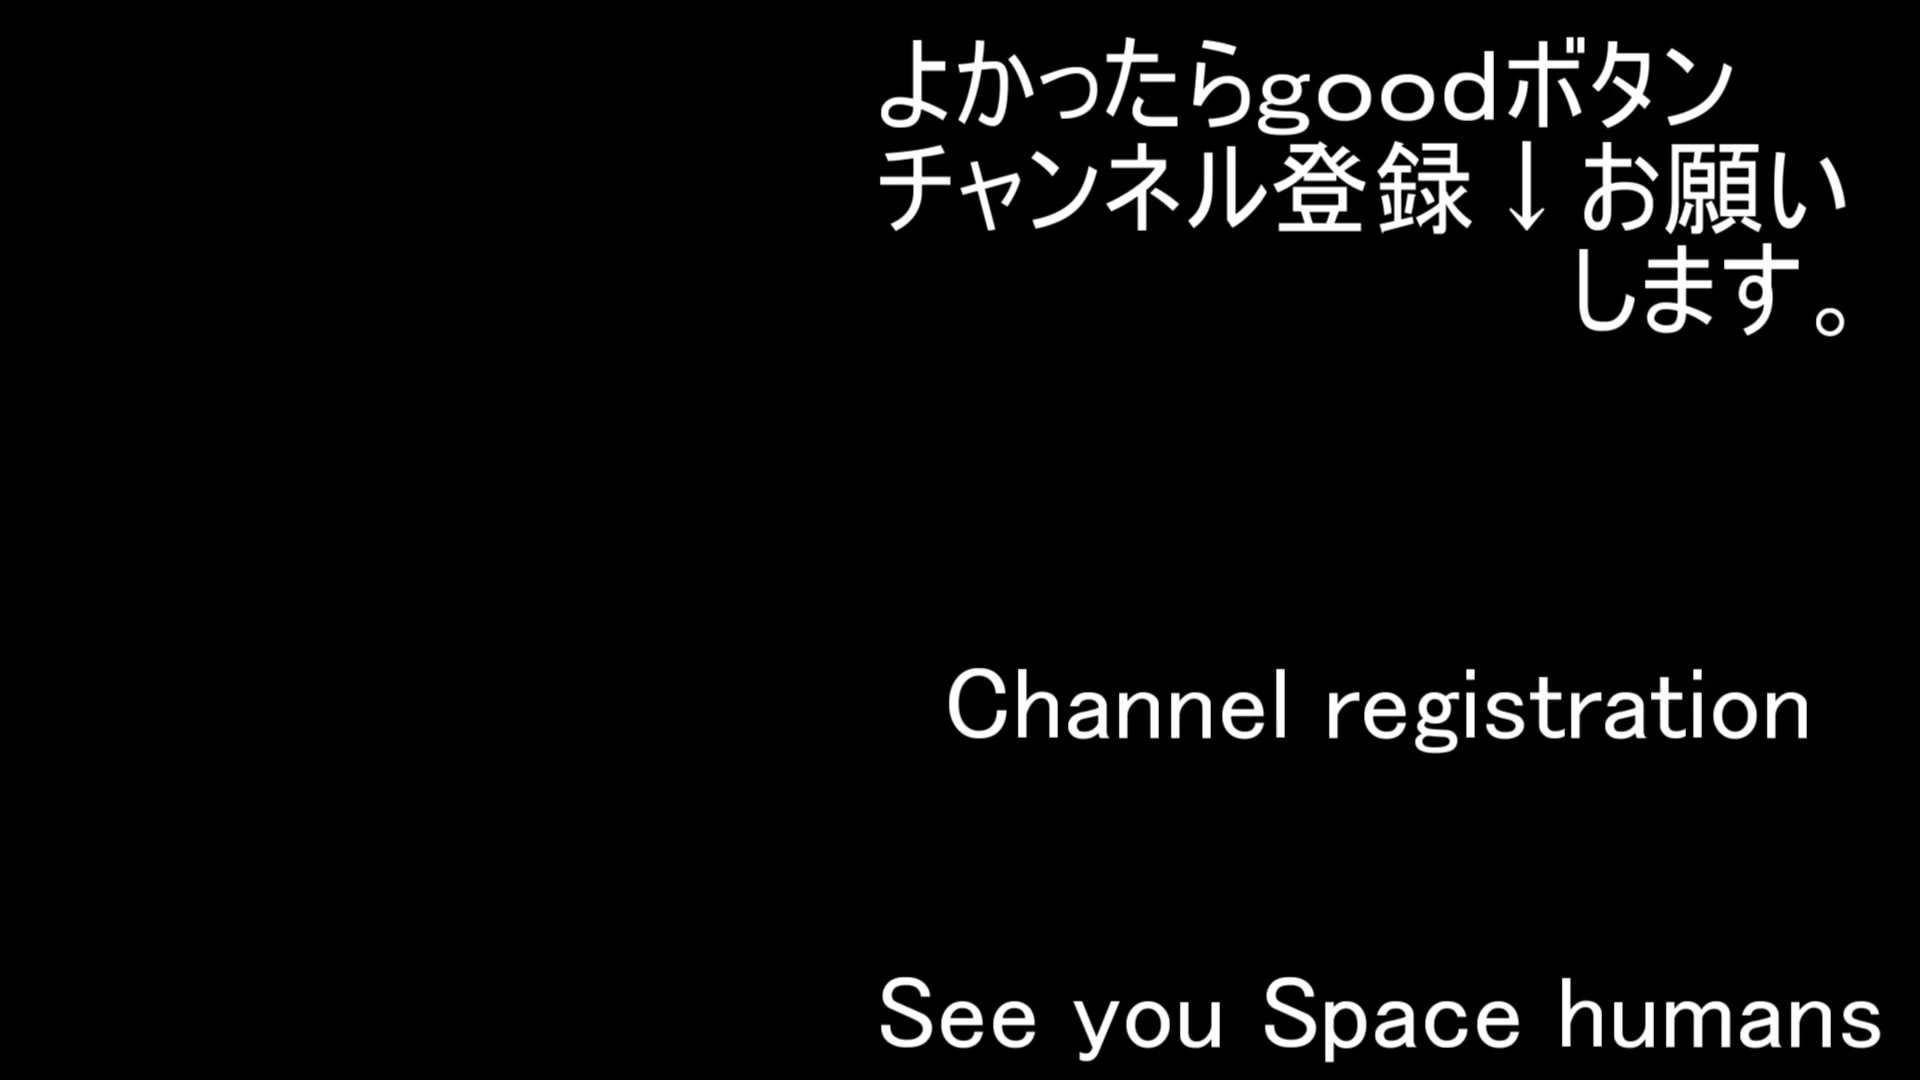 よかったらgoodボタン
チャンネル登録↓お願い
します。
Channel registration
See you Space humans